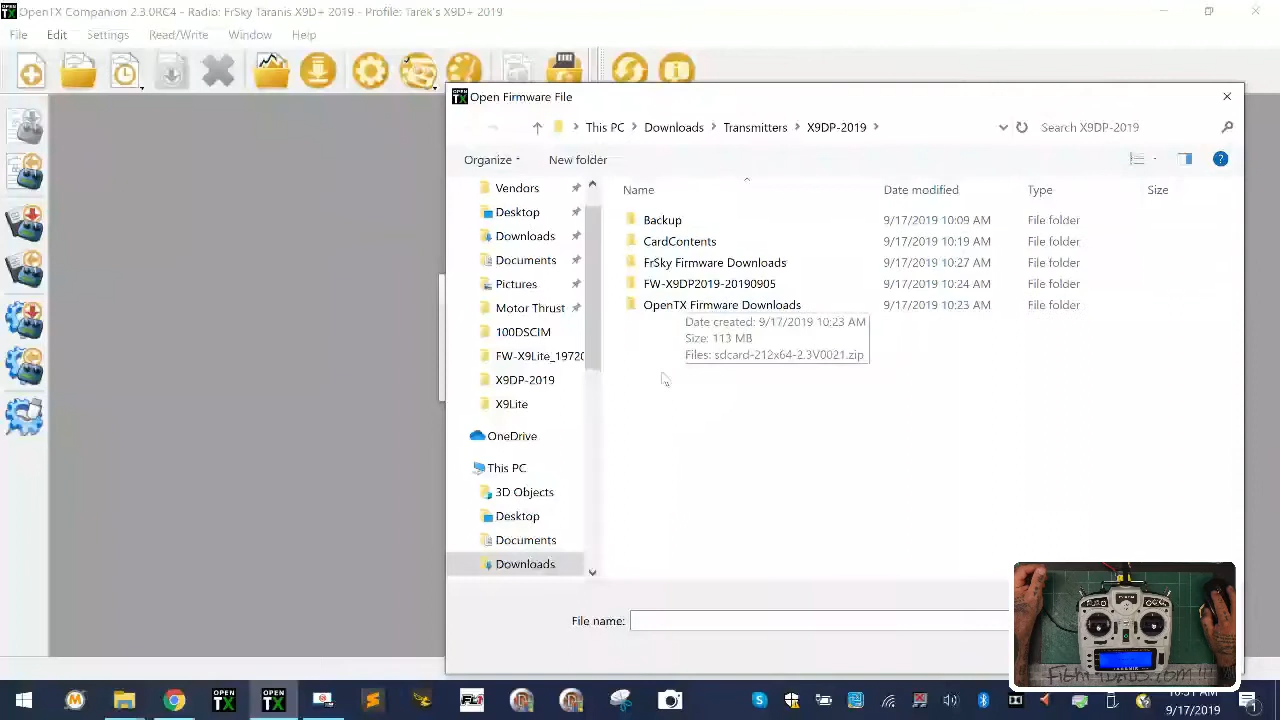 OpenTX Companion 2.3.0RC4 - Radio: FrSky Taranis X9D+ 2019 - Profile: Tarek's X9D+ 2019
File Edit Settings Read/Write Window Help
Open Firmware File
This PC > Downloads > Transmitters > X9DP-2019 >
Search X9DP-2019
Organize New folder
Vendors
Desktop
Downloads
Documents
Pictures
Motor Thrust
100DSCIM
FW-X9Lite_1972
X9DP-2019
X9Lite
OneDrive
This PC
3D Objects
Desktop
Documents
Downloads
Name Date modified Type Size
Backup 9/17/2019 10:09 AM File folder
CardContents 9/17/2019 10:19 AM File folder
FrSky Firmware Downloads 9/17/2019 10:27 AM File folder
FW-X9DP2019-20190905 9/17/2019 10:24 AM File folder
OpenTX Firmware Downloads 9/17/2019 10:23 AM File folder
Date created: 9/17/2019 10:23 AM
Size: 113 MB
Files: sdcard-212x64-2.3V0021.zip
File name:
TARANIS
OPEN TX
OPEN TX
9/17/2019